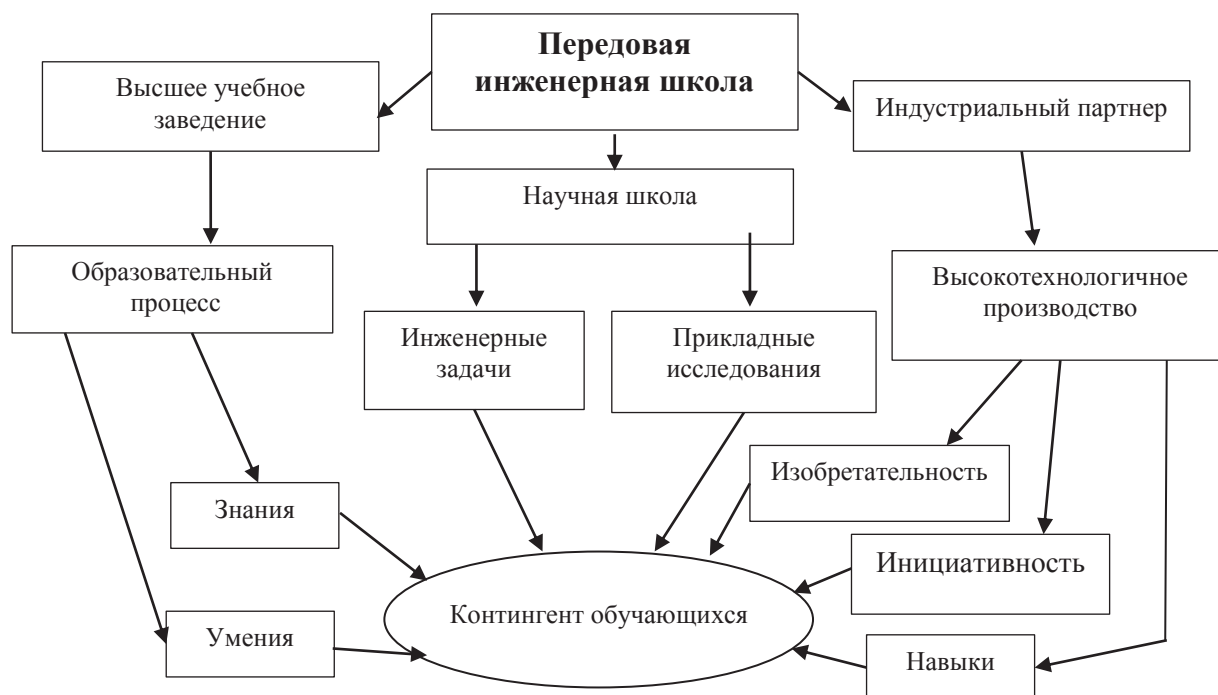 Передовая
инженерная школа
Высшее учебное
заведение
Индустриальный партнер
Научная школа
Образовательный
процесс
Высокотехнологичное
производство
Инженерные
задачи
Прикладные
исследования
Изобретательность
Знания
Инициативность
Контингент обучающихся
Умения
Навыки